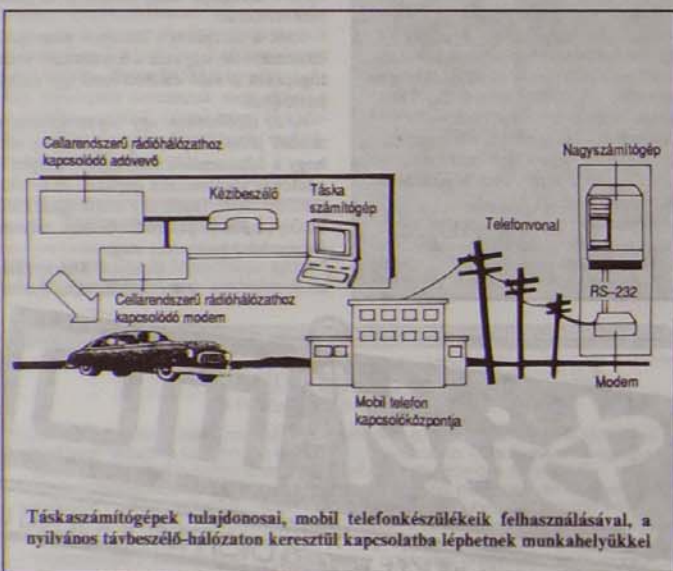 Cellarendszerű rádióhálózathoz
kapcsolódó adóvevő
Kézibeszélő
Táska
számítógép
Cellarendszerű rádióhálózathoz
kapcsolódó modem
Telefonvonal
Nagyszámítógép
RS-232
Modem
Mobil telefon
kapcsolóközpontja
Táskaszámítógépek tulajdonosai, mobil telefonkészülékeik felhasználásával, a
nyilvános távbeszélő-hálózaton keresztül kapcsolatba léphetnek munkahelyükkel